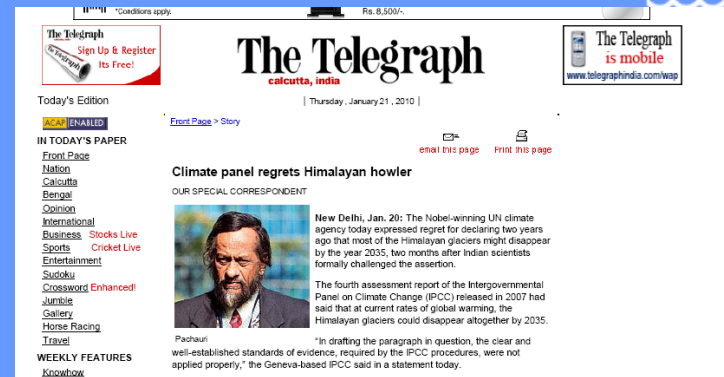 *Conditions apply.
Rs. 8,500/-.
The Telegraph
Sign Up & Register
Its Free!
The Telegraph
calcutta, india
The Telegraph
is mobile
www.telegraphindia.com/wap
Today's Edition
| Thursday , January 21 , 2010 |
ACAP ENABLED
IN TODAY'S PAPER
Front Page
Nation
Calcutta
Bengal
Opinion
International
Business Stocks Live
Sports Cricket Live
Entertainment
Sudoku
Crossword Enhanced!
Jumble
Gallery
Horse Racing
Travel
WEEKLY FEATURES
Knowhow
Front Page > Story
email this page Print this page
Climate panel regrets Himalayan howler
OUR SPECIAL CORRESPONDENT
New Delhi, Jan. 20: The Nobel-winning UN climate
agency today expressed regret for declaring two years
ago that most of the Himalayan glaciers might disappear
by the year 2035, two months after Indian scientists
formally challenged the assertion.
The fourth assessment report of the Intergovernmental
Panel on Climate Change (IPCC) released in 2007 had
said that at current rates of global warming, the
Himalayan glaciers could disappear altogether by 2035.
Pachauri
“In drafting the paragraph in question, the clear and
well-established standards of evidence, required by the IPCC procedures, were not
applied properly,” the Geneva-based IPCC said in a statement today.